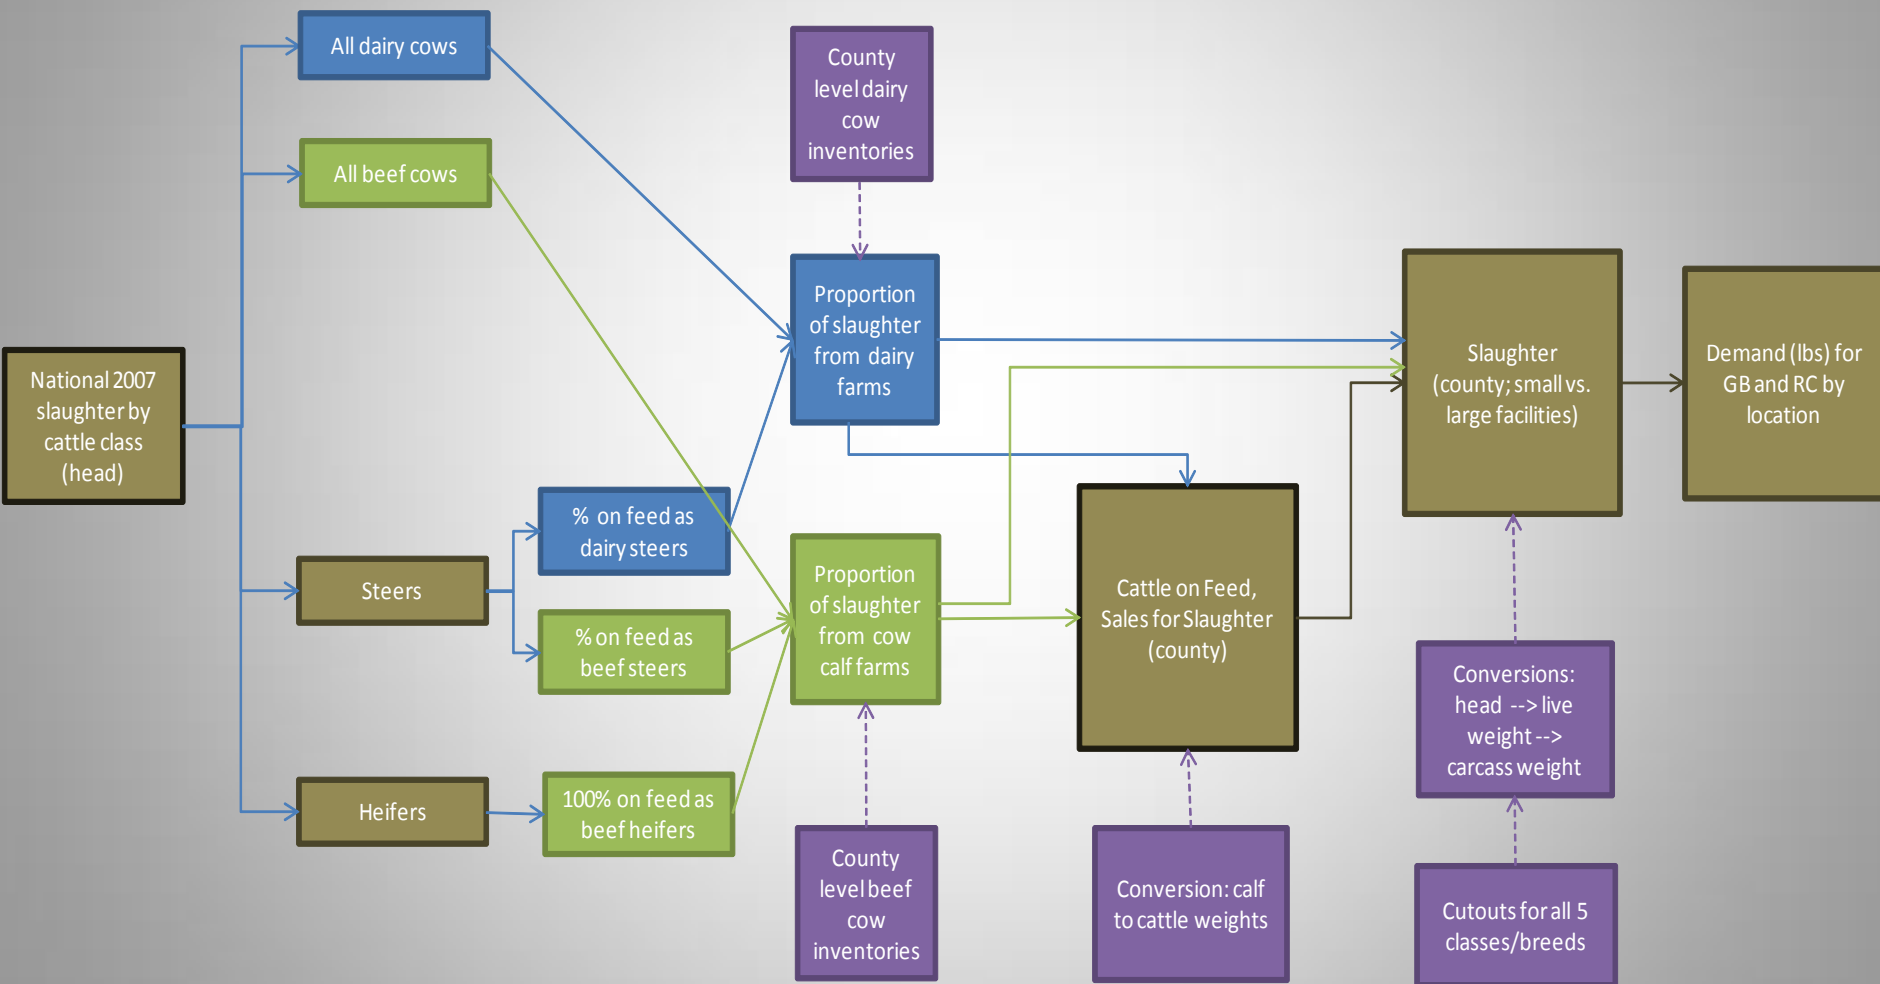 All dairy cows
All beef cows
County
level dairy
cow
inventories
National 2007
slaughter by
cattle class
(head)
Steers
Heifers
% on feed as
dairy steers
% on feed as
beef steers
100% on feed as
beef heifers
Proportion
of slaughter
from dairy
farms
Proportion
of slaughter
from cow
calf farms
County
level beef
cow
inventories
Cattle on Feed,
Sales for Slaughter
(county)
Conversion: calf
to cattle weights
Slaughter
(county; small vs.
large facilities)
Conversions:
head --> live
weight -->
carcass weight
Cutouts for all 5
classes/breeds
Demand (lbs) for
GB and RC by
location